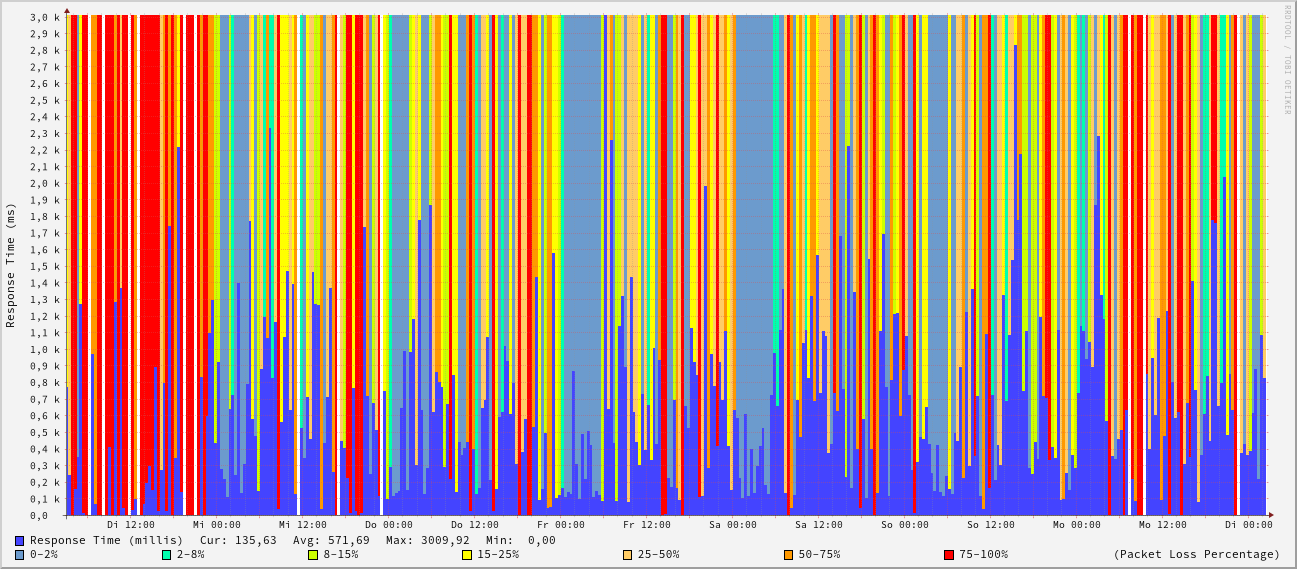 RRDTOOL / TOBI OETIKER
Response Time (ms)
3,0 k
2,9 k
2,8 k
2,7 k
2,6 k
2,5 k
2,4 k
2,3 k
2,2 k
2,1 k
2,0 k
1,9 k
1,8 k
1,7 k
1,6 k
1,5 k
1,4 k
1,3 k
1,2 k
1,1 k
1,0 k
0,9 k
0,8 k
0,7 k
0,6 k
0,5 k
0,4 k
0,3 k
0,2 k
0,1 k
0,0
Di 12:00 Mi 00:00 Mi 12:00 Do 00:00 Do 12:00 Fr 00:00 Fr 12:00 Sa 00:00 Sa 12:00 So 00:00 So 12:00 Mo 00:00 Mo 12:00 Di 00:00
Response Time (millis) Cur: 135,63 Avg: 571,69 Max: 3009,92 Min: 0,00
0-2% 2-8% 8-15% 15-25% 25-50% 50-75% 75-100% (Packet Loss Percentage)